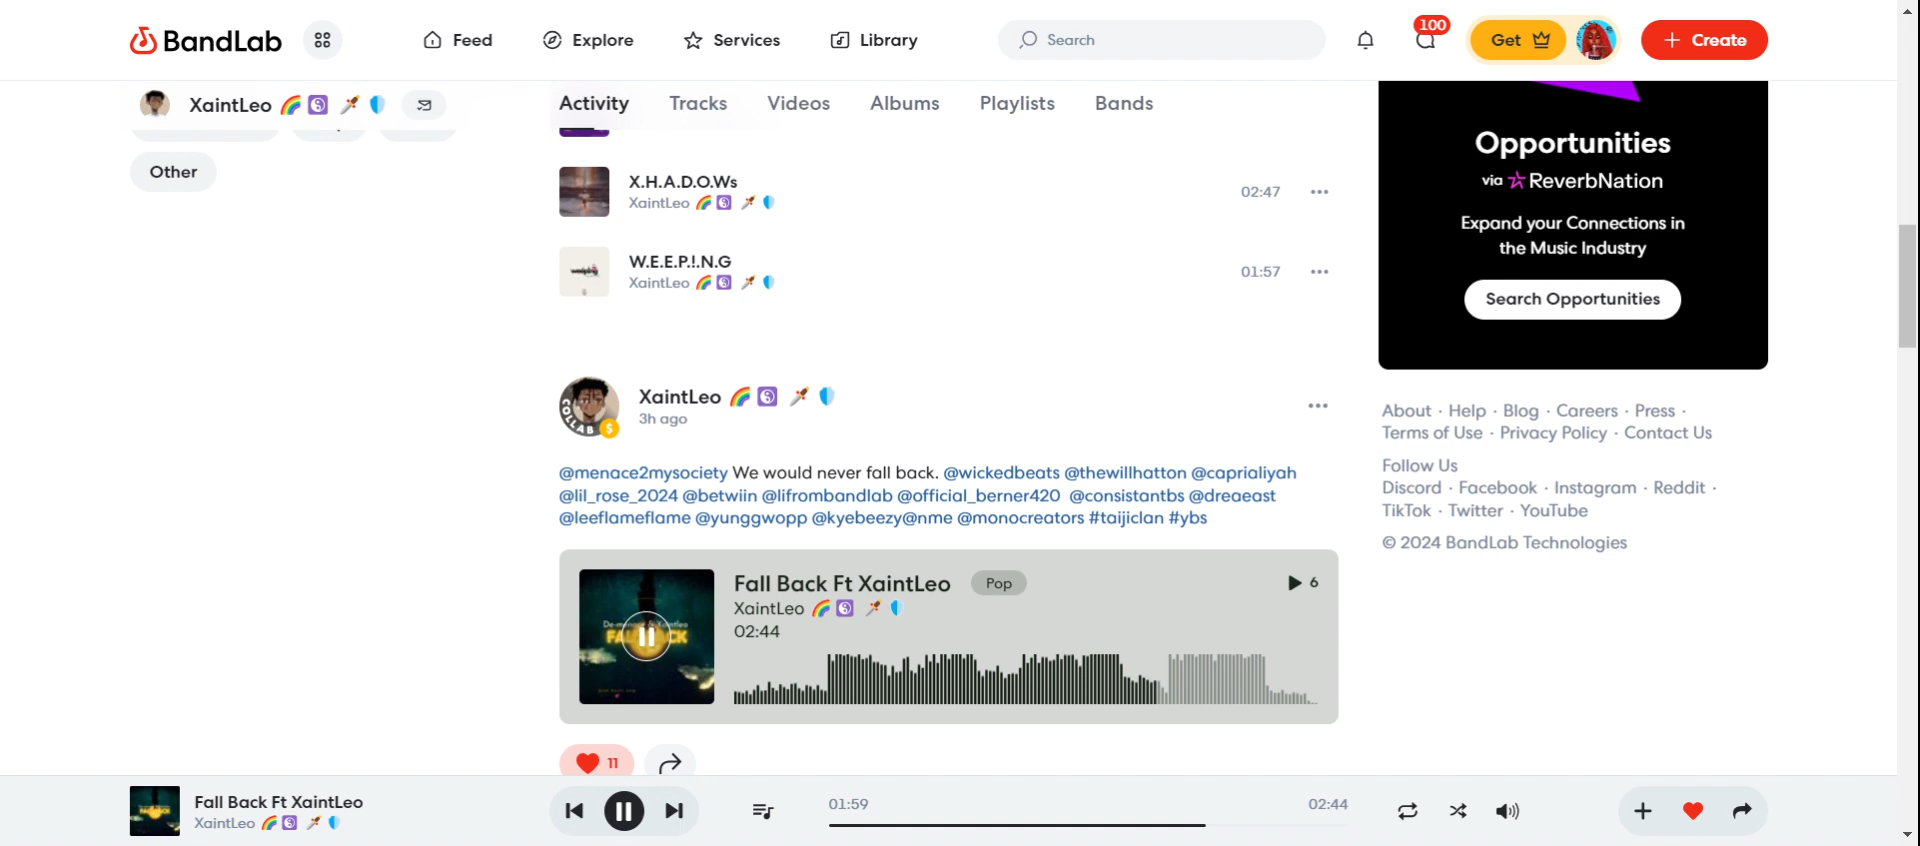 BandLab
Feed
Explore
Services
Library
Search
100
Get
Create
XaintLeo
Activity
Tracks
Videos
Albums
Playlists
Bands
Other
X.H.A.D.O.Ws
XaintLeo
02:47
W.E.E.P.!.N.G
XaintLeo
01:57
Opportunities
via ReverbNation
Expand your Connections in
the Music Industry
Search Opportunities
XaintLeo
3h ago
COLLAB
$
@menace2mysociety We would never fall back. @wickedbeats @thewillhatton @caprialiyah
@lil_rose_2024 @betwiin @lifrombandlab @official_berner420 @consistantbs @dreaeast
@leeflameflame @yunggwopp @kyebeezy@nme @monocreators #taijiclan #ybs
Fall Back Ft XaintLeo
Pop
6
XaintLeo
02:44
11
About · Help · Blog · Careers · Press ·
Terms of Use · Privacy Policy · Contact Us
Follow Us
Discord · Facebook · Instagram · Reddit ·
TikTok · Twitter · YouTube
© 2024 BandLab Technologies
Fall Back Ft XaintLeo
XaintLeo
01:59
02:44